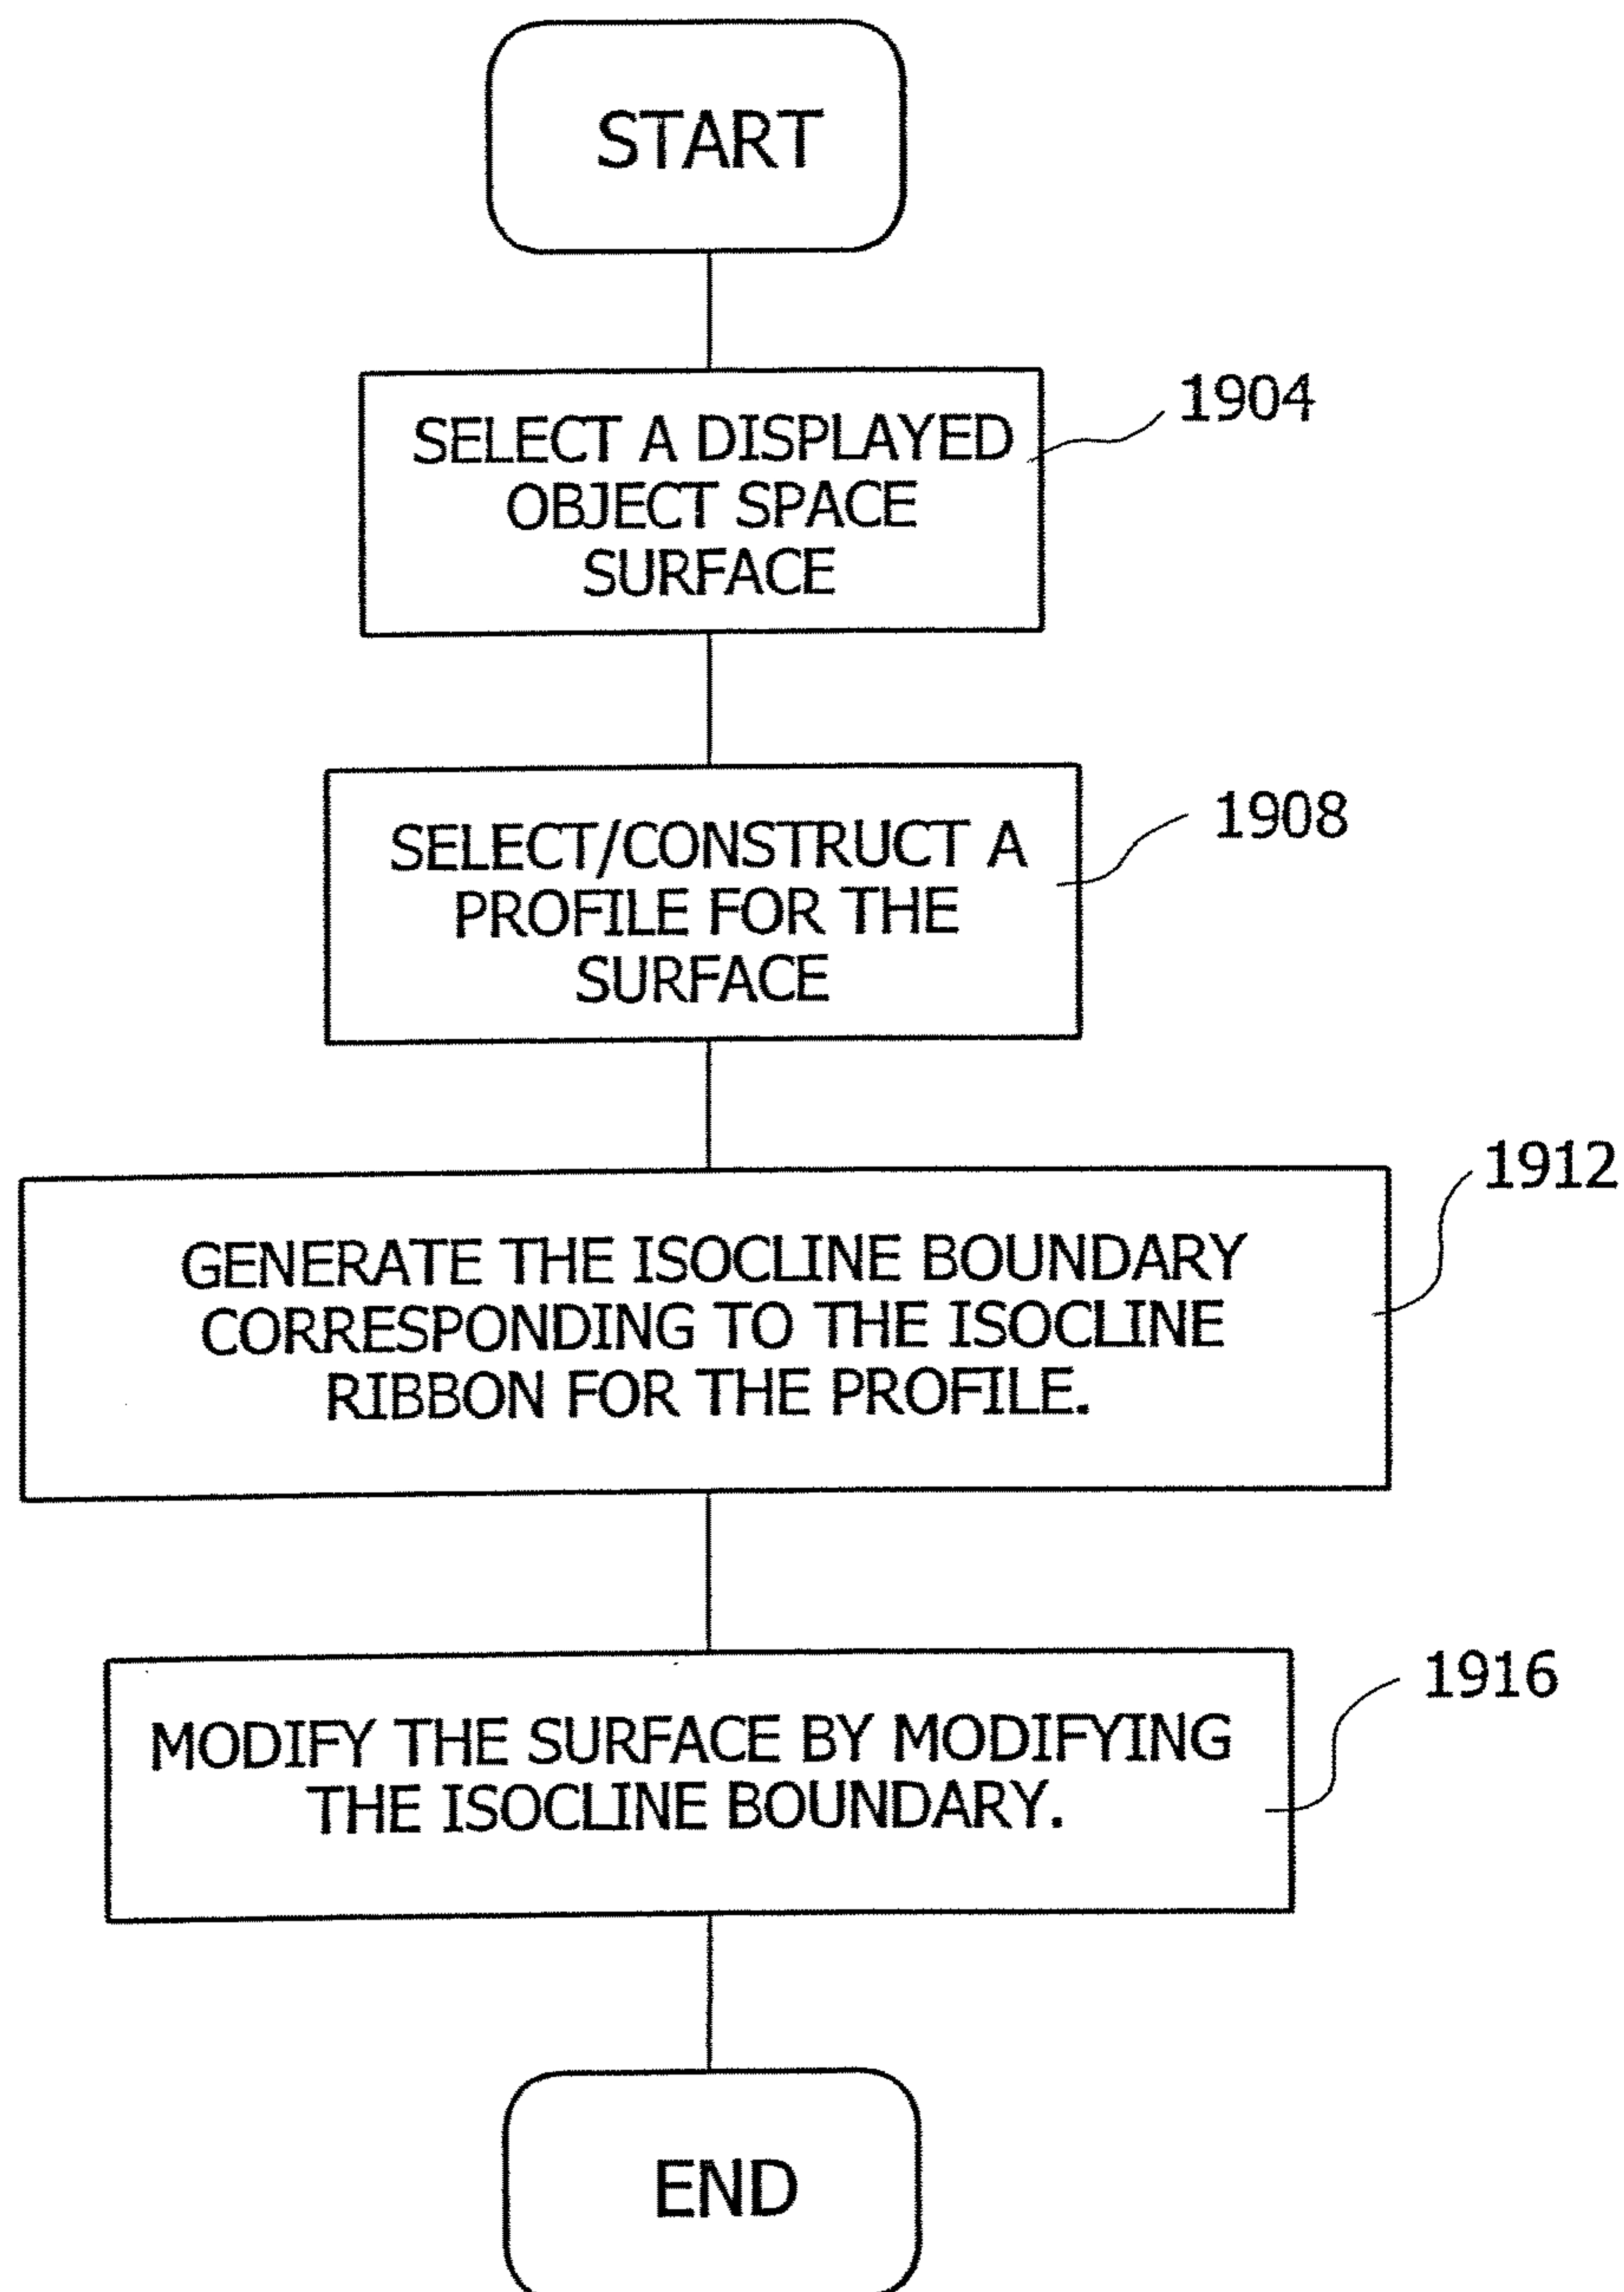 START
SELECT A DISPLAYED
OBJECT SPACE
SURFACE
1904
SELECT/CONSTRUCT A
PROFILE FOR THE
SURFACE
1908
GENERATE THE ISOCLINE BOUNDARY
CORRESPONDING TO THE ISOCLINE
RIBBON FOR THE PROFILE.
1912
MODIFY THE SURFACE BY MODIFYING
THE ISOCLINE BOUNDARY.
1916
END